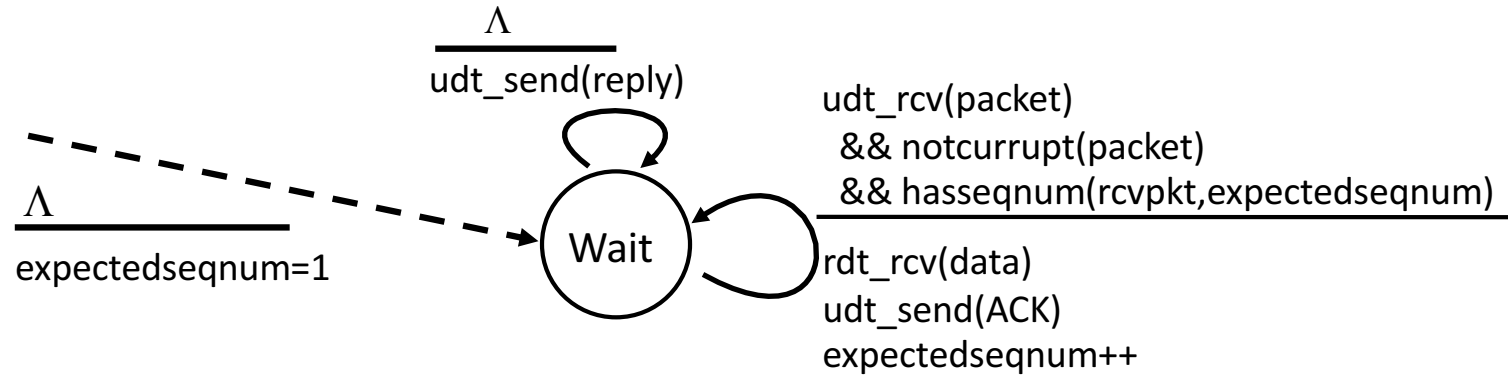 Λ
udt_send(reply)
udt_rcv(packet)
&& notcurrupt(packet)
&& hasseqnum(rcvpkt,expectedseqnum)
Λ
expectedseqnum=1
Wait
rdt_rcv(data)
udt_send(ACK)
expectedseqnum++